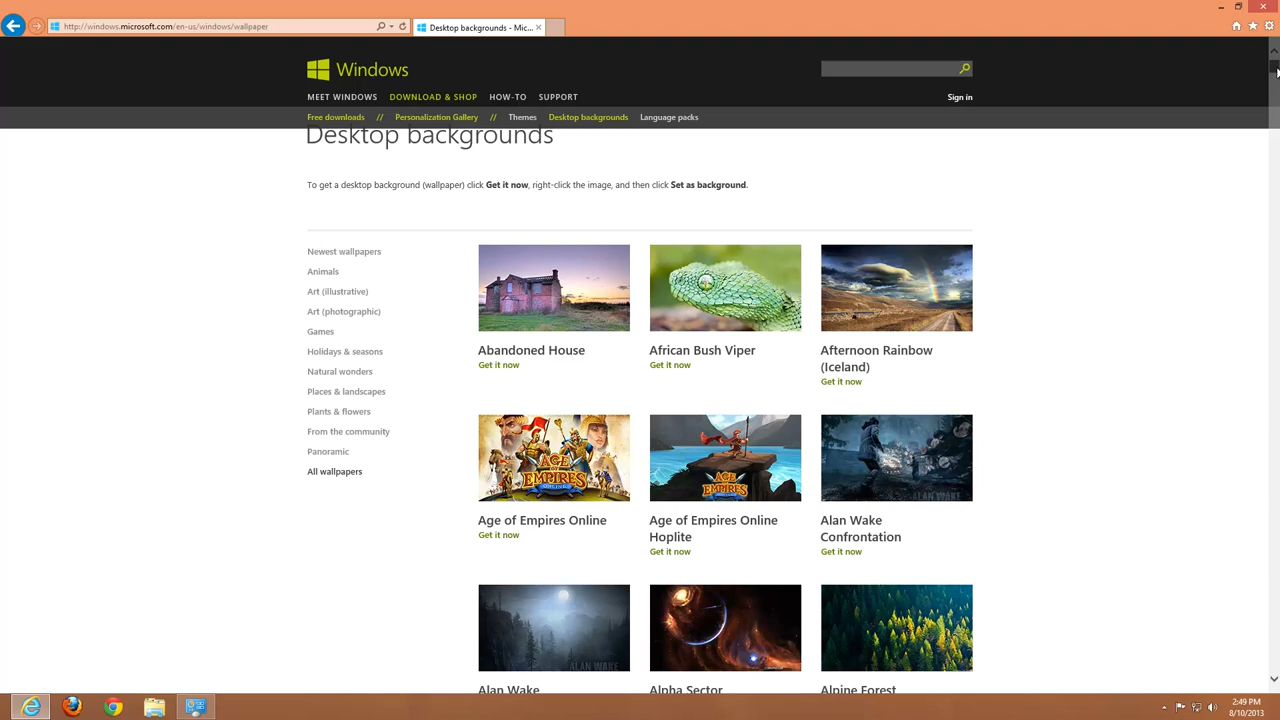 http://windows.microsoft.com/en-us/windows/wallpaper
Desktop backgrounds - Mic...
Windows
MEET WINDOWS DOWNLOAD & SHOP HOW-TO SUPPORT
Sign in
Free downloads // Personalization Gallery // Themes Desktop backgrounds Language packs
Desktop backgrounds
To get a desktop background (wallpaper) click Get it now, right-click the image, and then click Set as background.
Newest wallpapers
Animals
Art (illustrative)
Art (photographic)
Games
Holidays & seasons
Natural wonders
Places & landscapes
Plants & flowers
From the community
Panoramic
All wallpapers
Abandoned House
Get it now
African Bush Viper
Get it now
Afternoon Rainbow
(Iceland)
Get it now
AGE OF
EMPIRES
ONLINE
Age of Empires Online
Get it now
AGE OF
EMPIRES
ONLINE
Age of Empires Online
Hoplite
Get it now
ALAN WAKE
Alan Wake
Confrontation
Get it now
ALAN WAKE
Alan Wake
Alpha Sector
Alpine Forest
2:49 PM
8/10/2013